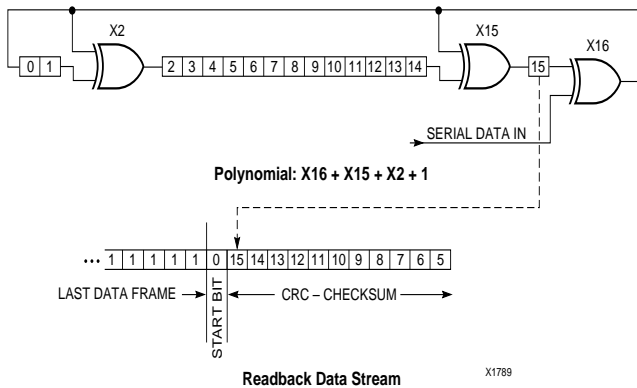 X2
X15
X16
0 1
2 3 4 5 6 7 8 9 10 11 12 13 14
15
SERIAL DATA IN
Polynomial: X16 + X15 + X2 + 1
••• 1 1 1 1 1 0 15 14 13 12 11 10 9 8 7 6 5
LAST DATA FRAME
START BIT
CRC – CHECKSUM
Readback Data Stream
X1789